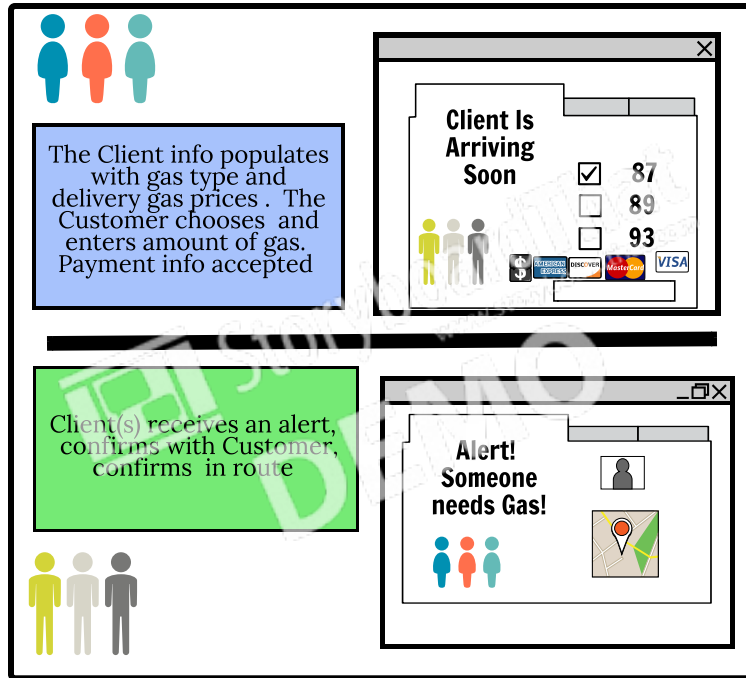 The Client info populates
with gas type and
delivery gas prices . The
Customer chooses and
enters amount of gas.
Payment info accepted
Client Is
Arriving
Soon
87
89
93
$
AMERICAN
EXPRESS
DISCOVER
MasterCard
VISA
Client(s) receives an alert,
confirms with Customer,
confirms in route
Alert!
Someone
needs Gas!
DEMO